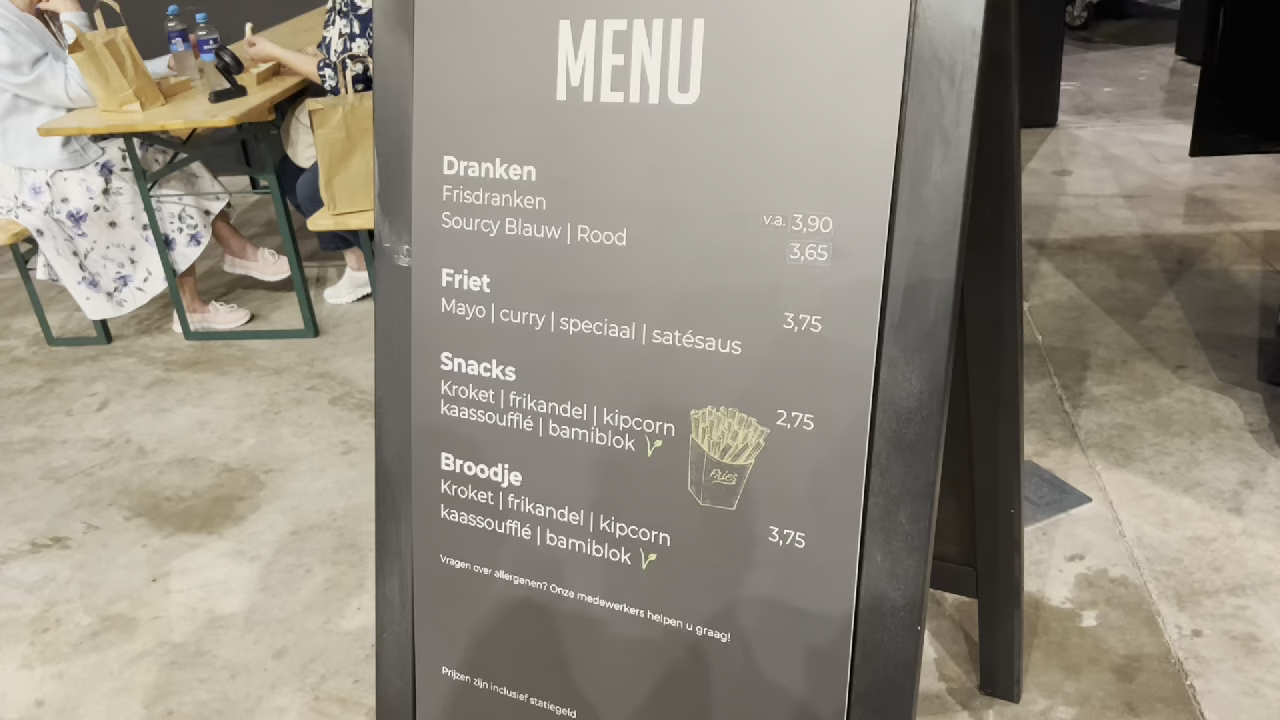 MENU
Dranken
Frisdranken v.a. 3,90
Sourcy Blauw | Rood 3,65
Friet
Mayo | curry | speciaal | satésaus 3,75
Snacks
Kroket | frikandel | kipcorn 2,75
kaassoufflé | bamiblok
Fries
Broodje
Kroket | frikandel | kipcorn 3,75
kaassoufflé | bamiblok
Vragen over allergenen? Onze medewerkers helpen u graag!
Prijzen zijn inclusief statiegeld